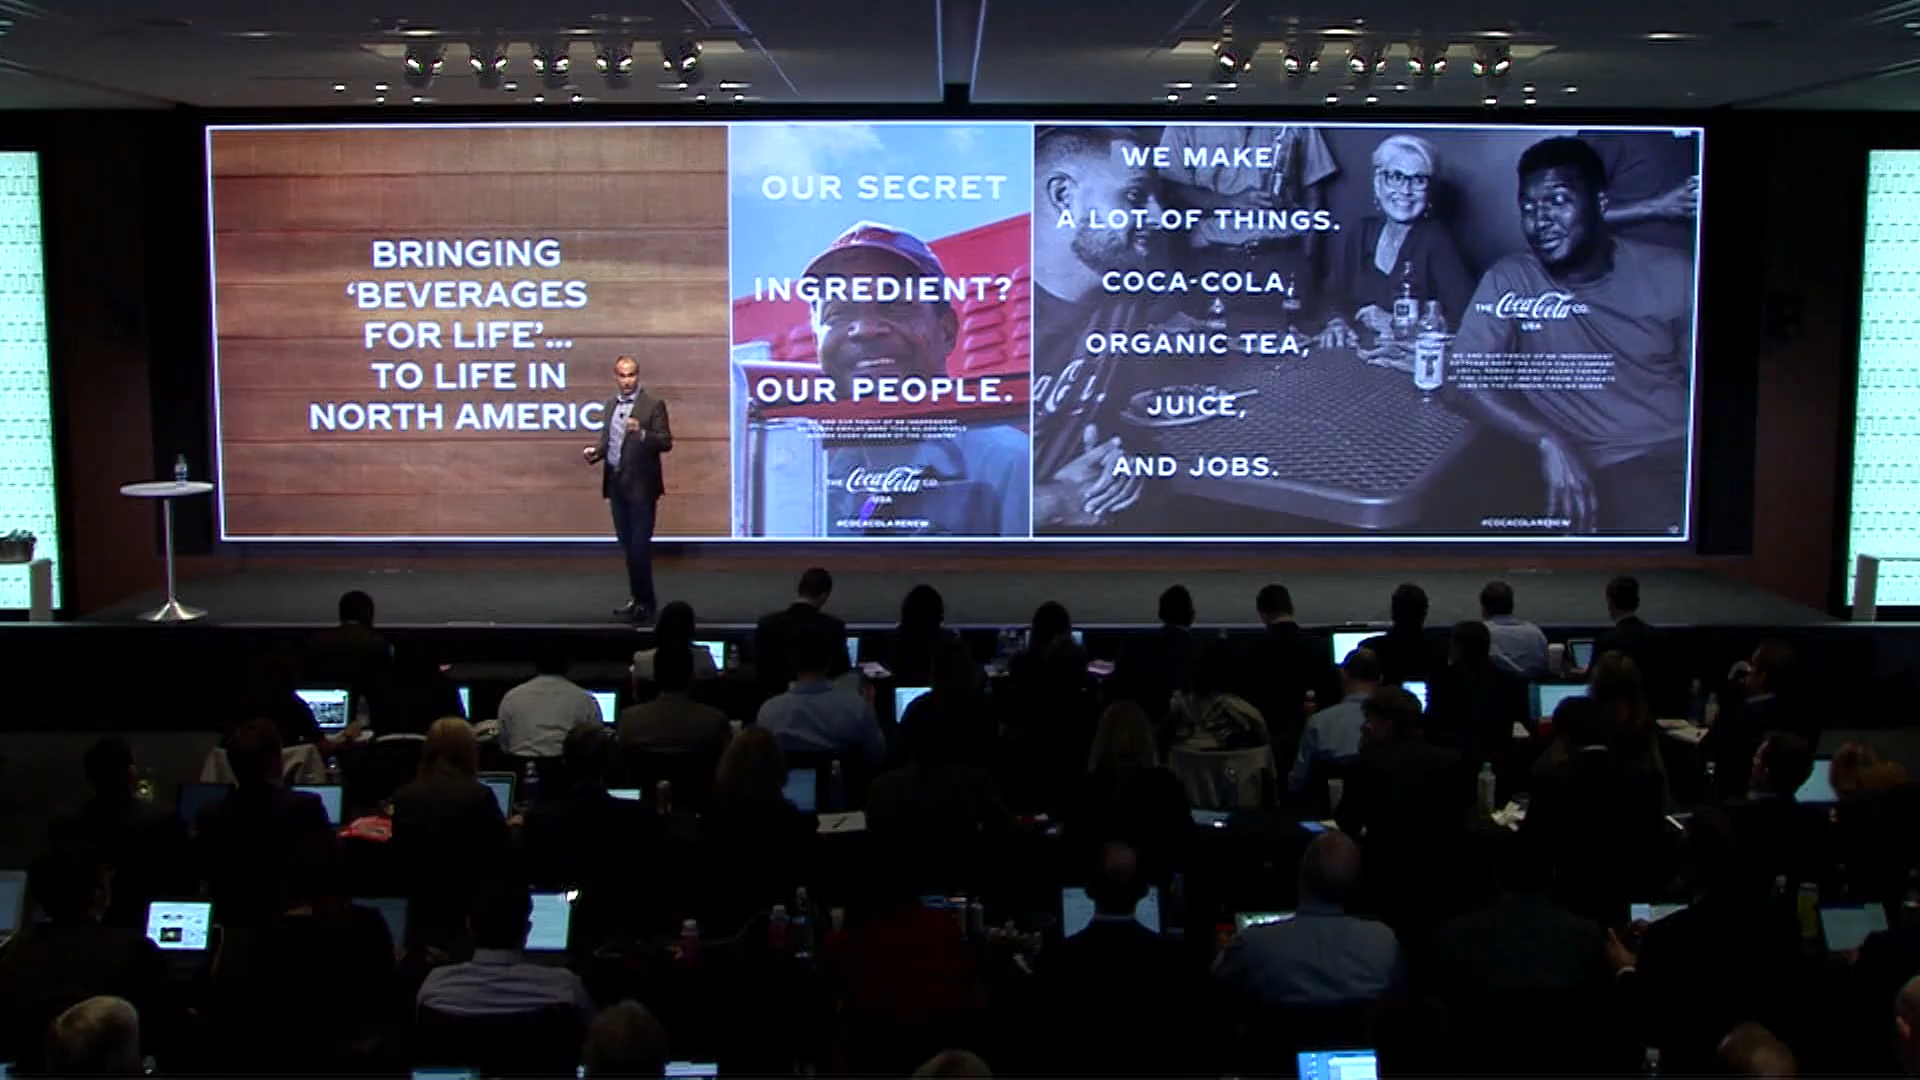 BRINGING
‘BEVERAGES
FOR LIFE’...
TO LIFE IN
NORTH AMERIC
OUR SECRET
INGREDIENT?
OUR PEOPLE.
THE Coca-Cola CO.
USA
#COCACOLARENEW
WE MAKE
A LOT OF THINGS.
COCA-COLA,
ORGANIC TEA,
JUICE,
AND JOBS.
THE Coca-Cola CO.
USA
#COCACOLARENEW